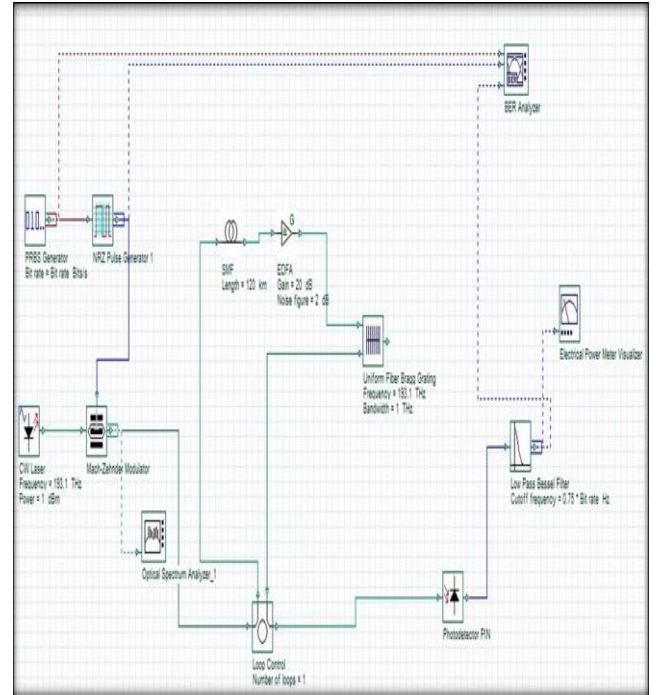 BER Analyzer
PRBS Generator
Bit rate = Bit rate Bits/s
NRZ Pulse Generator 1
SMF
Length = 120 km
G
EDFA
Gain = 20 dB
Noise figure = 2 dB
Electrical Power Meter Visualizer
Uniform Fiber Bragg Grating
Frequency = 193.1 THz
Bandwidth = 1 THz
CW Laser
Frequency = 193.1 THz
Power = 1 dBm
Mach-Zehnder Modulator
Low Pass Bessel Filter
Cutoff frequency = 0.75 * Bit rate Hz
Optical Spectrum Analyzer_1
Photodetector PIN
Loop Control
Number of loops = 1